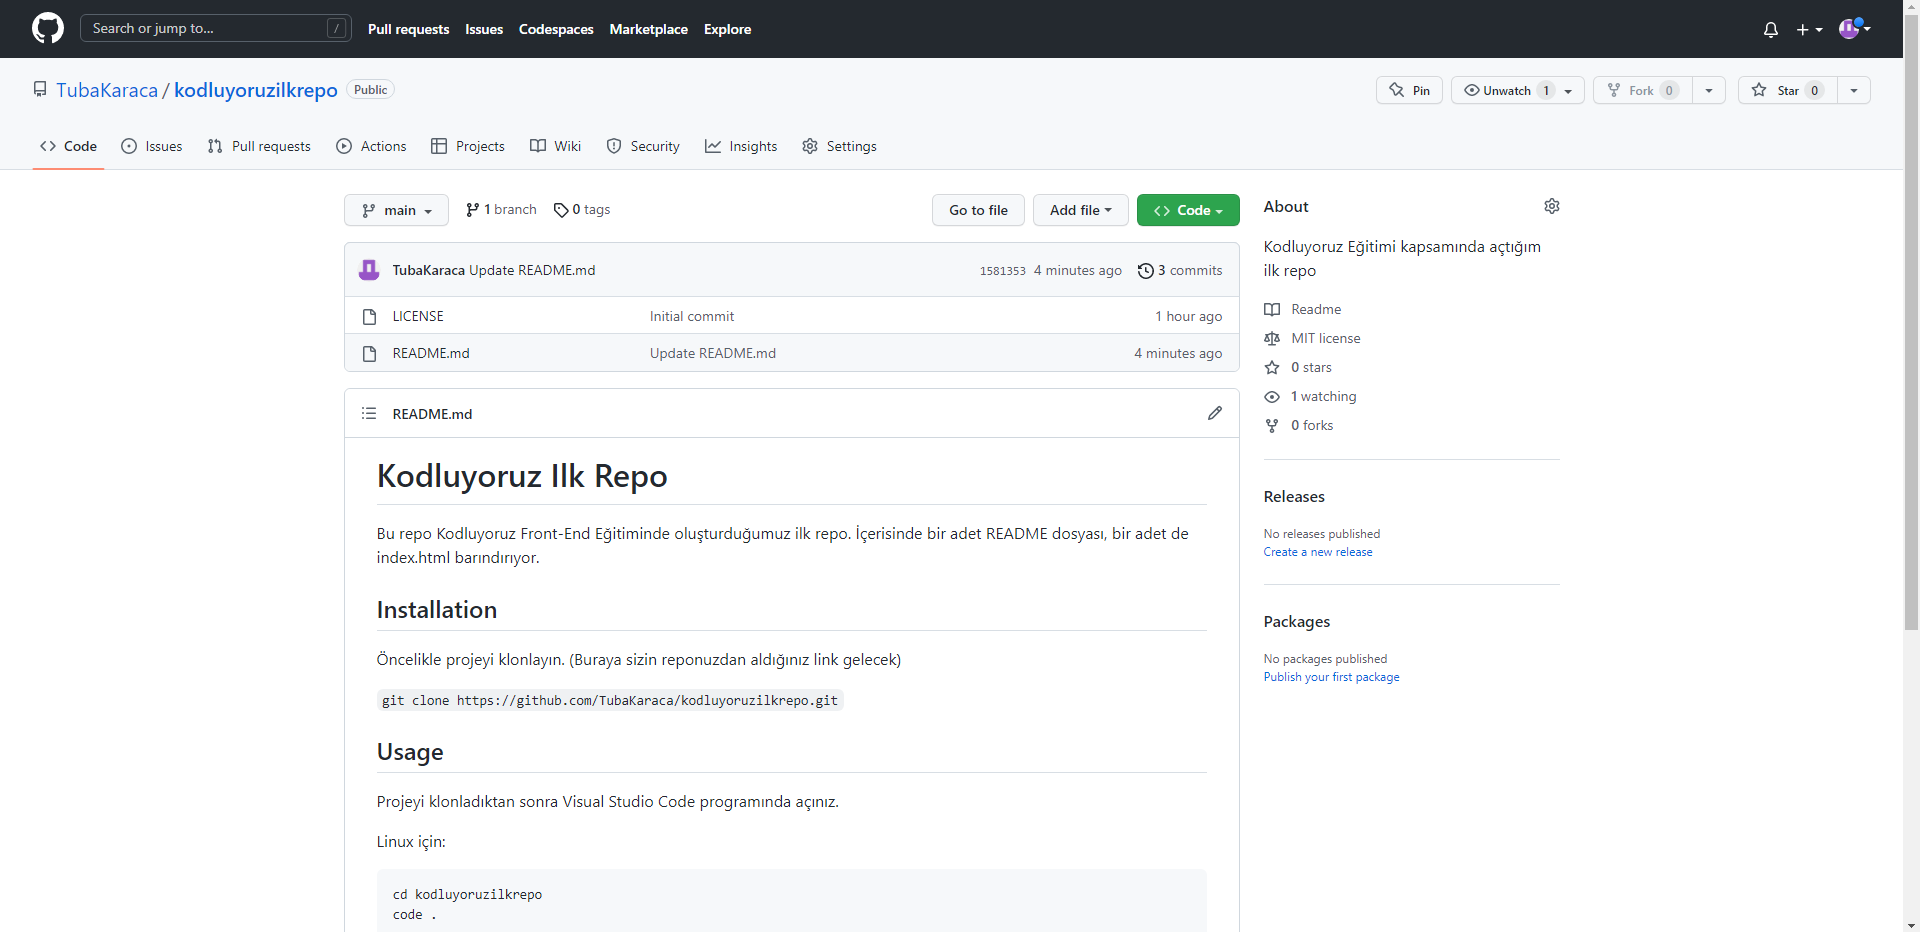 Search or jump to... /
Pull requests Issues Codespaces Marketplace Explore
TubaKaraca / kodluyoruzilkrepo Public
Pin Unwatch 1 Fork 0 Star 0
Code Issues Pull requests Actions Projects Wiki Security Insights Settings
main 1 branch 0 tags Go to file Add file Code
TubaKaraca Update README.md 1581353 4 minutes ago 3 commits
LICENSE Initial commit 1 hour ago
README.md Update README.md 4 minutes ago
README.md
Kodluyoruz Ilk Repo
Bu repo Kodluyoruz Front-End Eğitiminde oluşturduğumuz ilk repo. İçerisinde bir adet README dosyası, bir adet de
index.html barındırıyor.
Installation
Öncelikle projeyi klonlayın. (Buraya sizin reponuzdan aldığınız link gelecek)
git clone https://github.com/TubaKaraca/kodluyoruzilkrepo.git
Usage
Projeyi klonladıktan sonra Visual Studio Code programında açınız.
Linux için:
cd kodluyoruzilkrepo
code .
About
Kodluyoruz Eğitimi kapsamında açtığım
ilk repo
Readme
MIT license
0 stars
1 watching
0 forks
Releases
No releases published
Create a new release
Packages
No packages published
Publish your first package